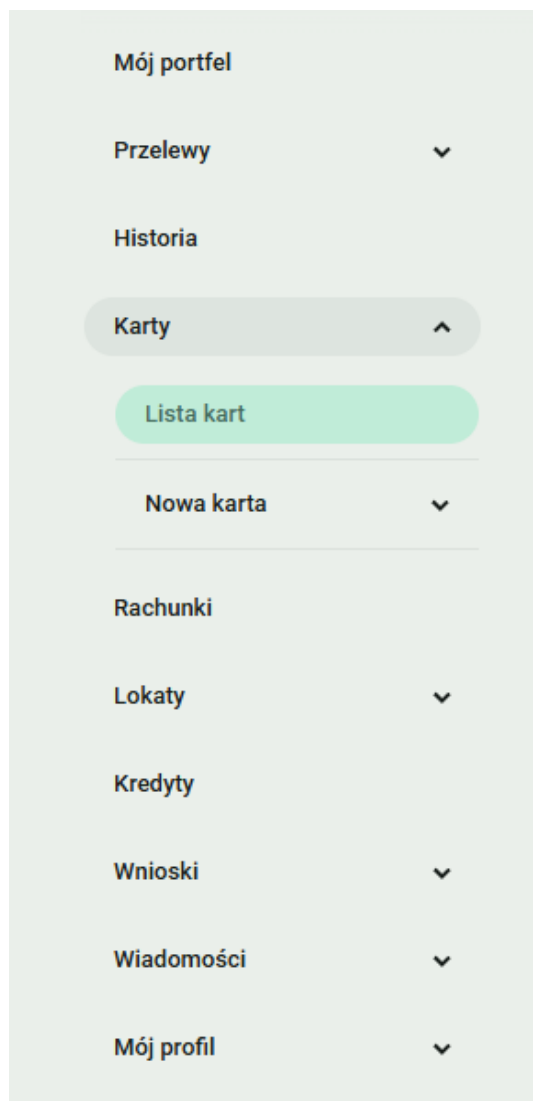 Mój portfel
Przelewy
Historia
Karty
Lista kart
Nowa karta
Rachunki
Lokaty
Kredyty
Wnioski
Wiadomości
Mój profil